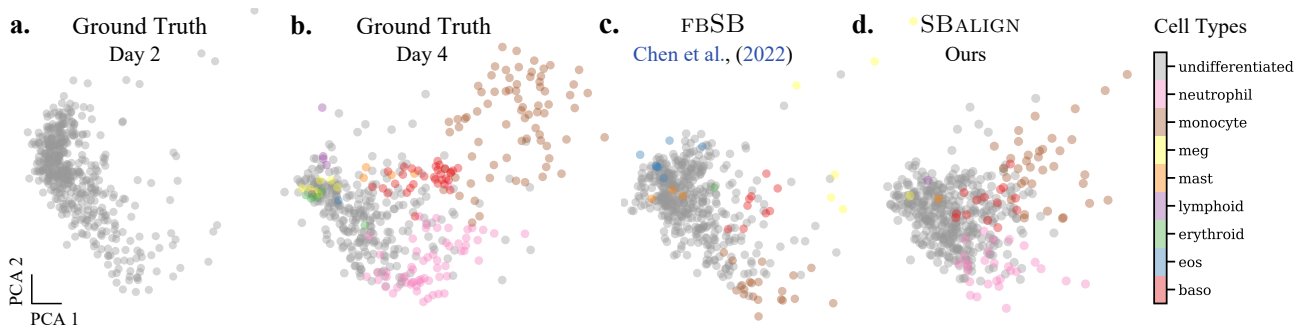 a. Ground Truth
Day 2
b. Ground Truth
Day 4
c. FBSB
Chen et al., (2022)
d. SBALIGN
Ours
Cell Types
undifferentiated
neutrophil
monocyte
meg
mast
lymphoid
erythroid
eos
baso
PCA 2
PCA 1